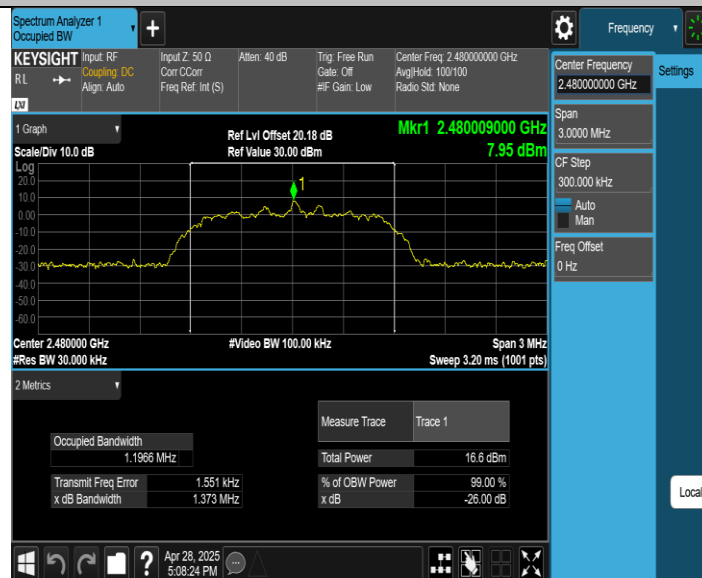 Spectrum Analyzer 1
Occupied BW
+
Frequency
KEYSIGHT
RL
LXI
Input: RF
Coupling: DC
Align: Auto
Input Z: 50 Ω
Corr CCorr
Freq Ref: Int (S)
Atten: 40 dB
Trig: Free Run
Gate: Off
#IF Gain: Low
Center Freq: 2.480000000 GHz
Avg|Hold: 100/100
Radio Std: None
1 Graph
Scale/Div 10.0 dB
Ref Lvl Offset 20.18 dB
Ref Value 30.00 dBm
Mkr1 2.480009000 GHz
7.95 dBm
Log
20.0
10.0
0.00
-10.0
-20.0
-30.0
-40.0
-50.0
-60.0
1
Center 2.480000 GHz
#Res BW 30.000 kHz
#Video BW 100.00 kHz
Span 3 MHz
Sweep 3.20 ms (1001 pts)
2 Metrics
Occupied Bandwidth
1.1966 MHz
Transmit Freq Error 1.551 kHz
x dB Bandwidth 1.373 MHz
Measure Trace Trace 1
Total Power 16.6 dBm
% of OBW Power 99.00 %
x dB -26.00 dB
?
Apr 28, 2025
5:08:24 PM
Center Frequency
2.480000000 GHz
Span
3.0000 MHz
CF Step
300.000 kHz
Auto
Man
Freq Offset
0 Hz
Settings
Local